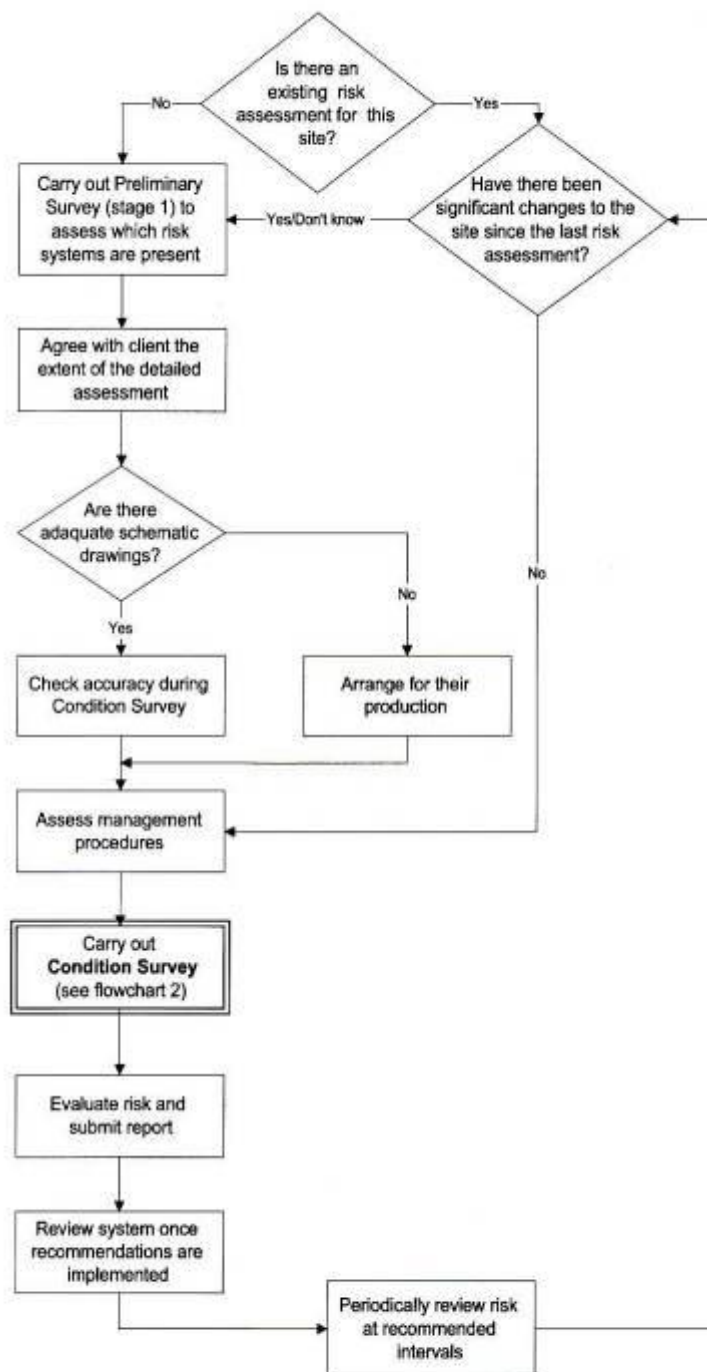 Is there an
existing risk
assessment for this
site?
No
Yes
Carry out Preliminary
Survey (stage 1) to
assess which risk
systems are present
Yes/Don't know
Have there been
significant changes to the
site since the last risk
assessment?
Agree with client the
extent of the detailed
assessment
Are there
adaquate schematic
drawings?
No
No
Yes
Check accuracy during
Condition Survey
Arrange for their
production
Assess management
procedures
Carry out
Condition Survey
(see flowchart 2)
Evaluate risk and
submit report
Review system once
recommendations are
implemented
Periodically review risk
at recommended
intervals